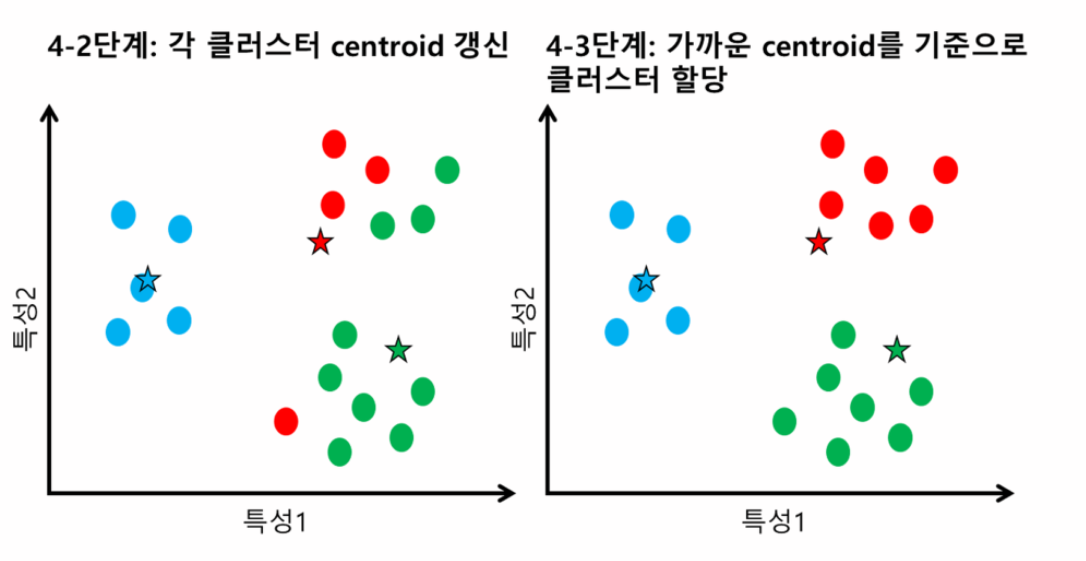 4-2단계: 각 클러스터 centroid 갱신
특성2
특성1
4-3단계: 가까운 centroid를 기준으로
클러스터 할당
특성2
특성1